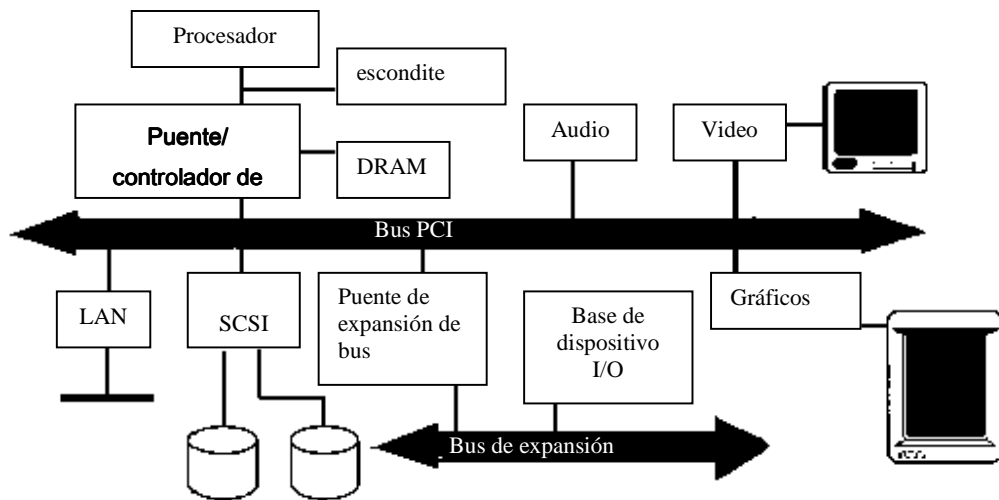 Procesador
escondite
Puente/
controlador de
DRAM
Audio
Video
Bus PCI
LAN
SCSI
Puente de
expansión de
bus
Base de
dispositivo
I/O
Gráficos
Bus de expansión